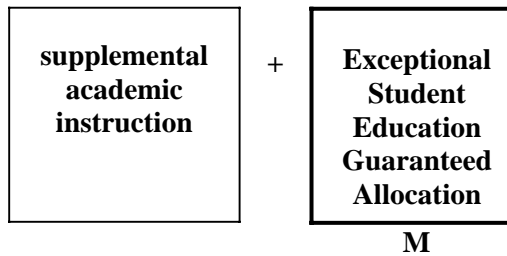 supplemental
academic
instruction
+
Exceptional
Student
Education
Guaranteed
Allocation
M